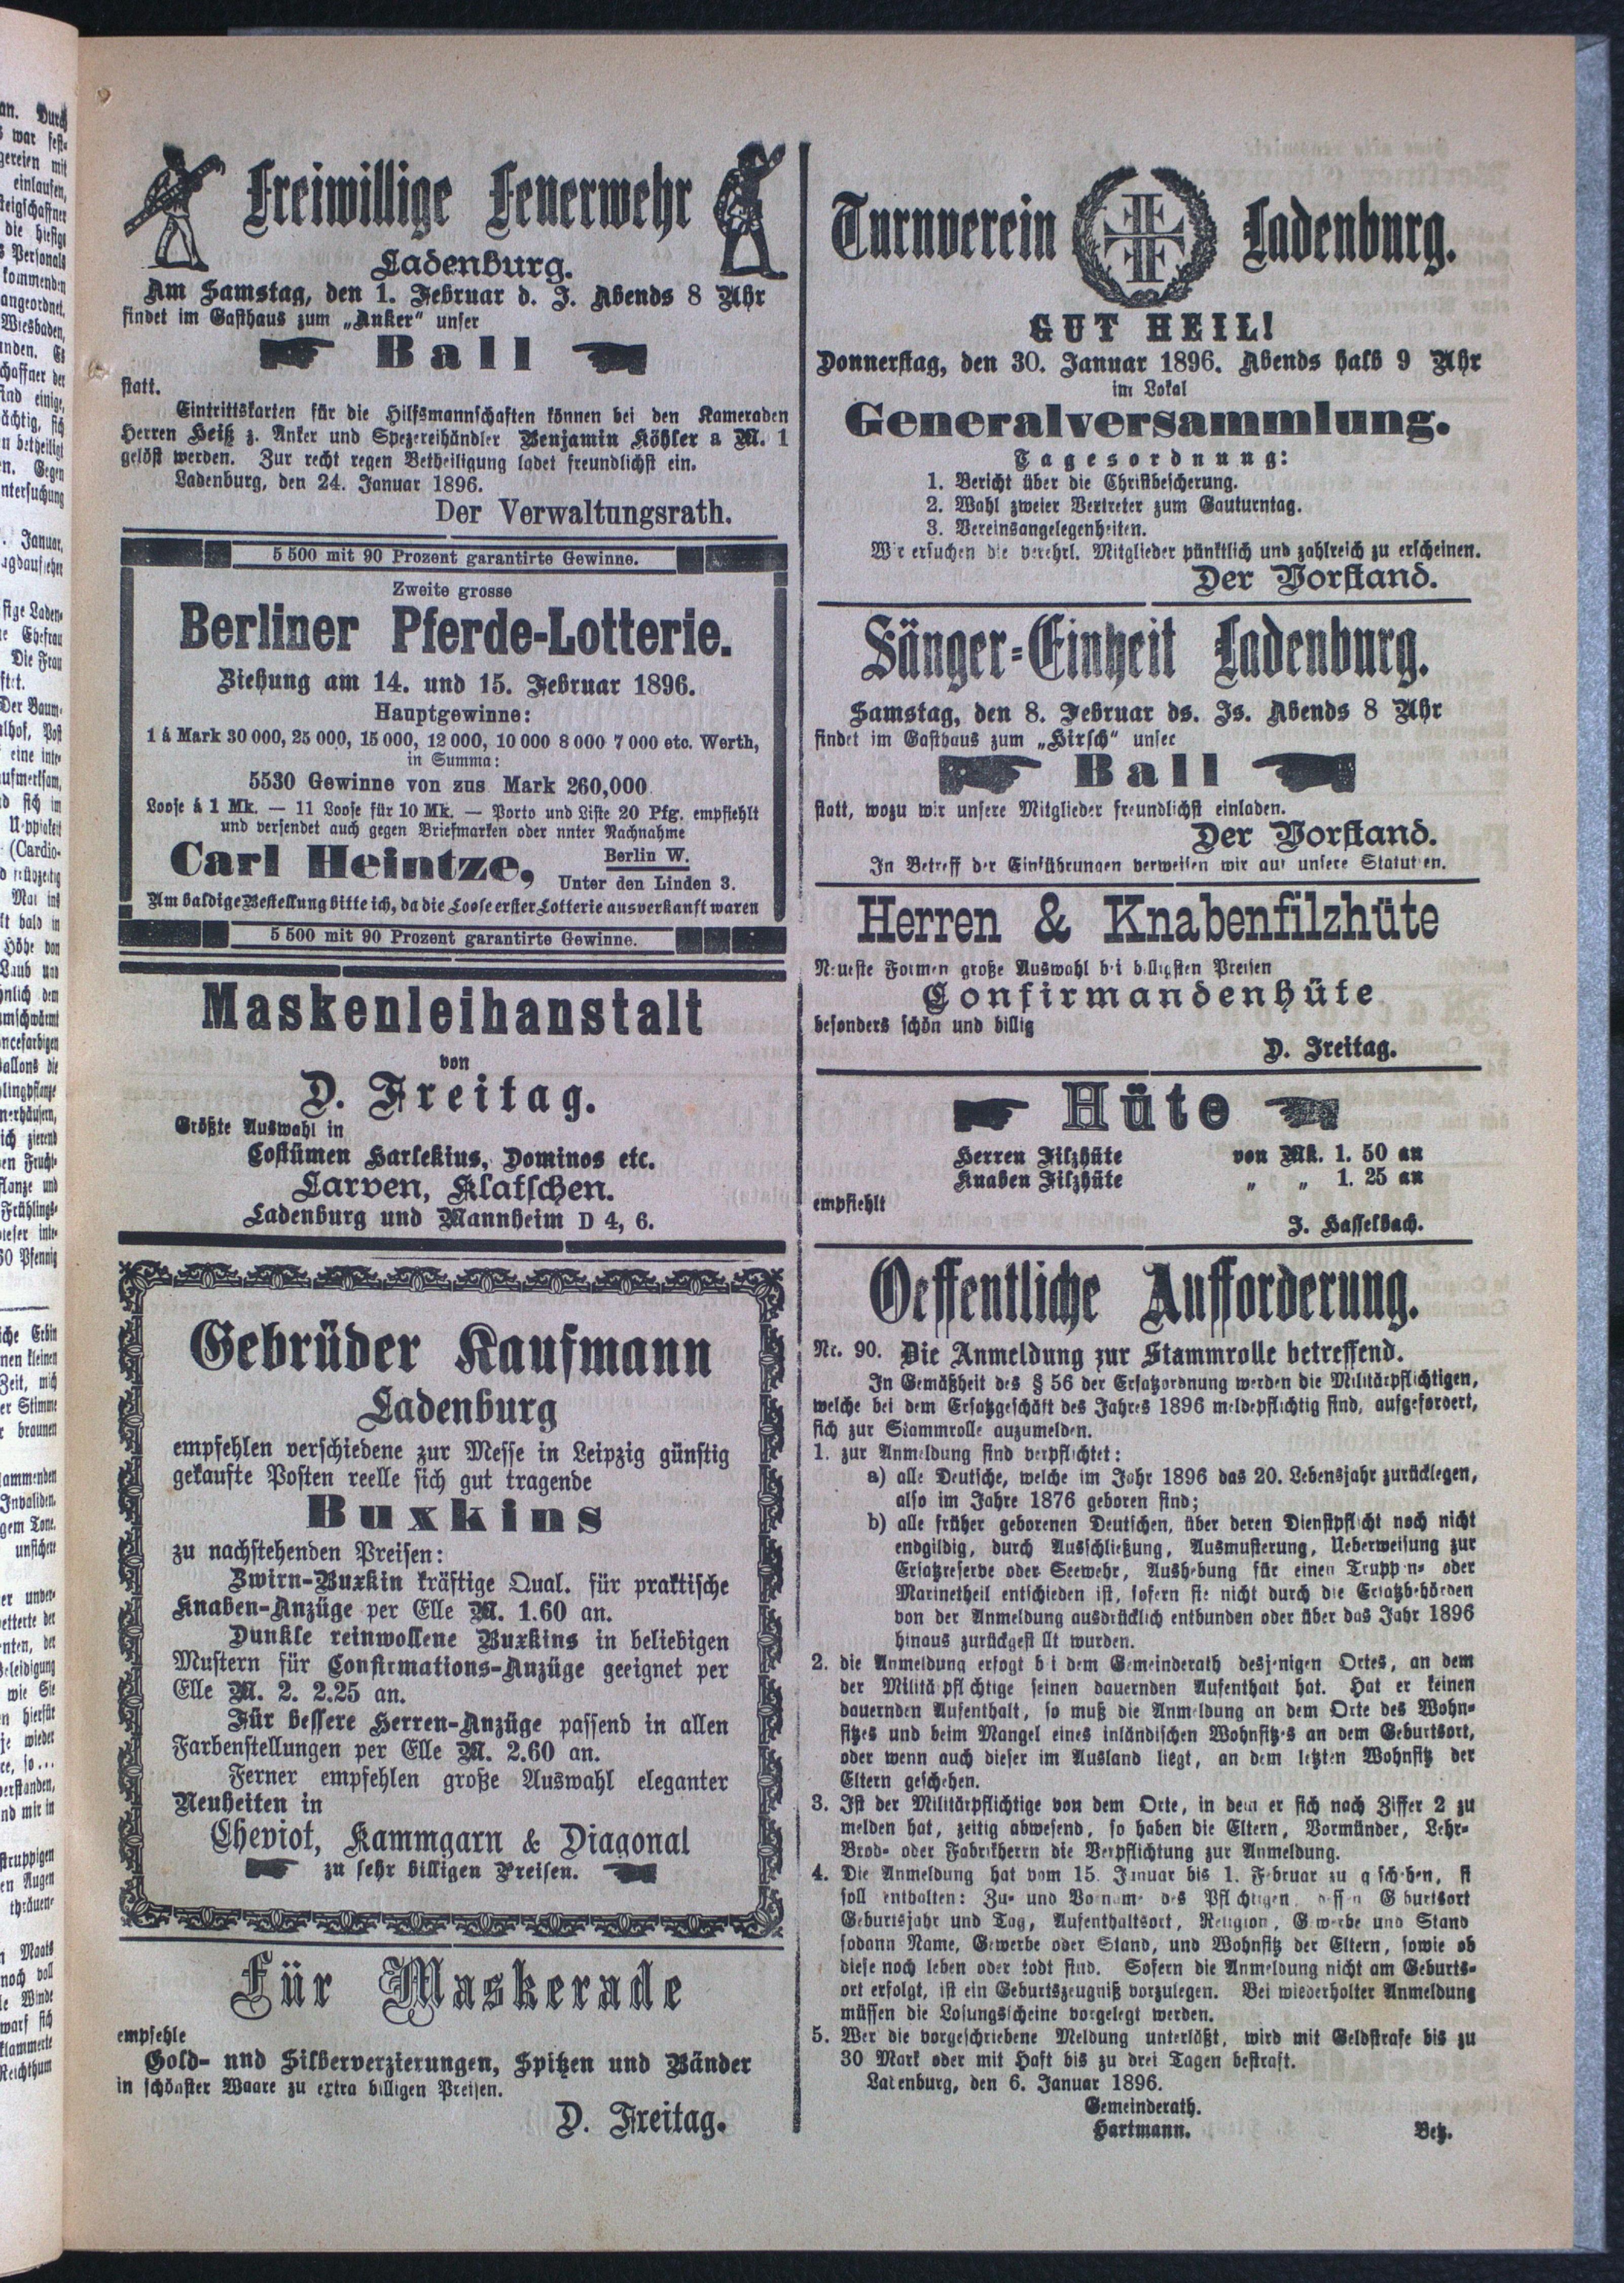 Freiwillige Feuerwehr
Ladenburg.
Am Samstag, den 1. Februar d. J. Abends 8 Uhr
findet im Gasthaus zum „Anker“ unser
Ball
statt.
Eintrittskarten für die Hilfsmannschaften können bei den Kameraden
Herren Heiß z. Anker und Spezereihändler Benjamin Köhler a M. 1
gelöst werden. Zur recht regen Betheiligung ladet freundlichst ein.
Ladenburg, den 24. Januar 1896.
Der Verwaltungsrath.
5 500 mit 90 Prozent garantirte Gewinne.
Zweite grosse
Berliner Pferde-Lotterie.
Ziehung am 14. und 15. Februar 1896.
Hauptgewinne:
1 á Mark 30 000, 25 000, 15 000, 12 000, 10 000 8 000 7 000 etc. Werth,
in Summa:
5530 Gewinne von zus Mark 260,000
Loose á 1 Mk. — 11 Loose für 10 Mk. — Porto und Liste 20 Pfg. empfiehlt
und versendet auch gegen Briefmarken oder nnter Nachnahme
Carl Heintze, Berlin W.
Unter den Linden 3.
Um baldige Bestellung bitte ich, da die Loose erster Lotterie ausverkanft waren
5 500 mit 90 Prozent garantirte Gewinne.
Maskenleihanstalt
von
D. Freitag.
Größte Auswahl in
Costümen Harlekius, Dominos etc.
Larven, Klatschen.
Ladenburg und Mannheim D 4, 6.
Gebrüder Kaufmann
Ladenburg
empfehlen verschiedene zur Messe in Leipzig günstig
gekaufte Posten reelle sich gut tragende
Buxkins
zu nachstehenden Preisen:
Zwirn-Buxkin kräftige Qual. für praktische
Knaben-Anzüge per Elle M. 1.60 an.
Dunkle reinwollene Buxkins in beliebigen
Mustern für Confirmations-Anzüge geeignet per
Elle M. 2. 2.25 an.
Für bessere Herren-Anzüge passend in allen
Farbenstellungen per Elle M. 2.60 an.
Ferner empfehlen große Auswahl eleganter
Neuheiten in
Cheviot, Kammgarn & Diagonal
zu sehr billigen Preisen.
Für Maskerade
empfehle
Gold- und Silberverzierungen, Spitzen und Bänder
in schönster Waare zu extra billigen Preisen.
D. Freitag.
Turnverein Ladenburg.
GUT HEIL!
Donnerstag, den 30. Januar 1896. Abends halb 9 Uhr
im Lokal
Generalversammlung.
Tagesordnung:
1. Bericht über die Christbescherung.
2. Wahl zweier Vertreter zum Gauturntag.
3. Vereinsangelegenheiten.
Wir ersuchen die verehrl. Mitglieder pünktlich und zahlreich zu erscheinen.
Der Vorstand.
Sänger-Einheit Ladenburg.
Samstag, den 8. Februar ds. Js. Abends 8 Uhr
findet im Gasthaus zum „Hirsch“ unser
Ball
statt, wozu wir unsere Mitglieder freundlichst einladen.
Der Vorstand.
In Betreff der Einführungen verweisen wir auf unsere Statuten.
Herren & Knabenfilzhüte
Neueste Formen große Auswahl bei billigsten Preisen
Confirmandenhüte
besonders schön und billig
D. Freitag.
Hüte
Herren Filzhüte von Mk. 1. 50 an
Knaben Filzhüte „ „ 1. 25 an
empfiehlt
J. Hasselbach.
Oeffentliche Aufforderung.
Nr. 90. Die Anmeldung zur Stammrolle betreffend.
In Gemäßheit des § 56 der Ersatzordnung werden die Militärpflichtigen,
welche bei dem Ersatzgeschäft des Jahres 1896 meldepflichtig sind, aufgefordert,
sich zur Stammrolle anzumelden.
1. zur Anmeldung sind verpflichtet:
a) alle Deutsche, welche im Jahr 1896 das 20. Lebensjahr zurücklegen,
also im Jahre 1876 geboren sind;
b) alle früher geborenen Deutschen, über deren Dienstpflicht noch nicht
endgildig, durch Ausschließung, Ausmusterung, Ueberweisung zur
Ersatzreserve oder Seewehr, Aushebung für einen Truppen- oder
Marinetheil entschieden ist, sofern sie nicht durch die Ersatzbehörden
von der Anmeldung ausdrücklich entbunden oder über das Jahr 1896
hinaus zurückgestellt wurden.
2. die Anmeldung erfogt bei dem Gemeinderath desjenigen Ortes, an dem
der Militärpflichtige seinen dauernden Aufenthalt hat. Hat er keinen
dauernden Aufenthalt, so muß die Anmeldung an dem Orte des Wohn-
sitzes und beim Mangel eines inländischen Wohnsitzes an dem Geburtsort,
oder wenn auch dieser im Ausland liegt, an dem letzten Wohnsitz der
Eltern geschehen.
3. Ist der Militärpflichtige von dem Orte, in dem er sich nach Ziffer 2 zu
melden hat, zeitig abwesend, so haben die Eltern, Vormünder, Lehr-
Brod- oder Fabrikherrn die Verpflichtung zur Anmeldung.
4. Die Anmeldung hat vom 15. Januar bis 1. Februar zu geschehen, si
soll enthalten: Zu- und Vorname des Pflichtigen, dessen Geburtsort
Geburtsjahr und Tag, Aufenthaltsort, Religion, Gewerbe und Stand
sodann Name, Gewerbe oder Stand, und Wohnsitz der Eltern, sowie ob
diese noch leben oder todt sind. Sofern die Anmeldung nicht am Geburts-
ort erfolgt, ist ein Geburtszeugniß vorzulegen. Bei wiederholter Anmeldung
müssen die Losungsscheine vorgelegt werden.
5. Wer die vorgeschriebene Meldung unterläßt, wird mit Geldstrafe bis zu
30 Mark oder mit Haft bis zu drei Tagen bestraft.
Ladenburg, den 6. Januar 1896.
Gemeinderath.
Hartmann. Betz.